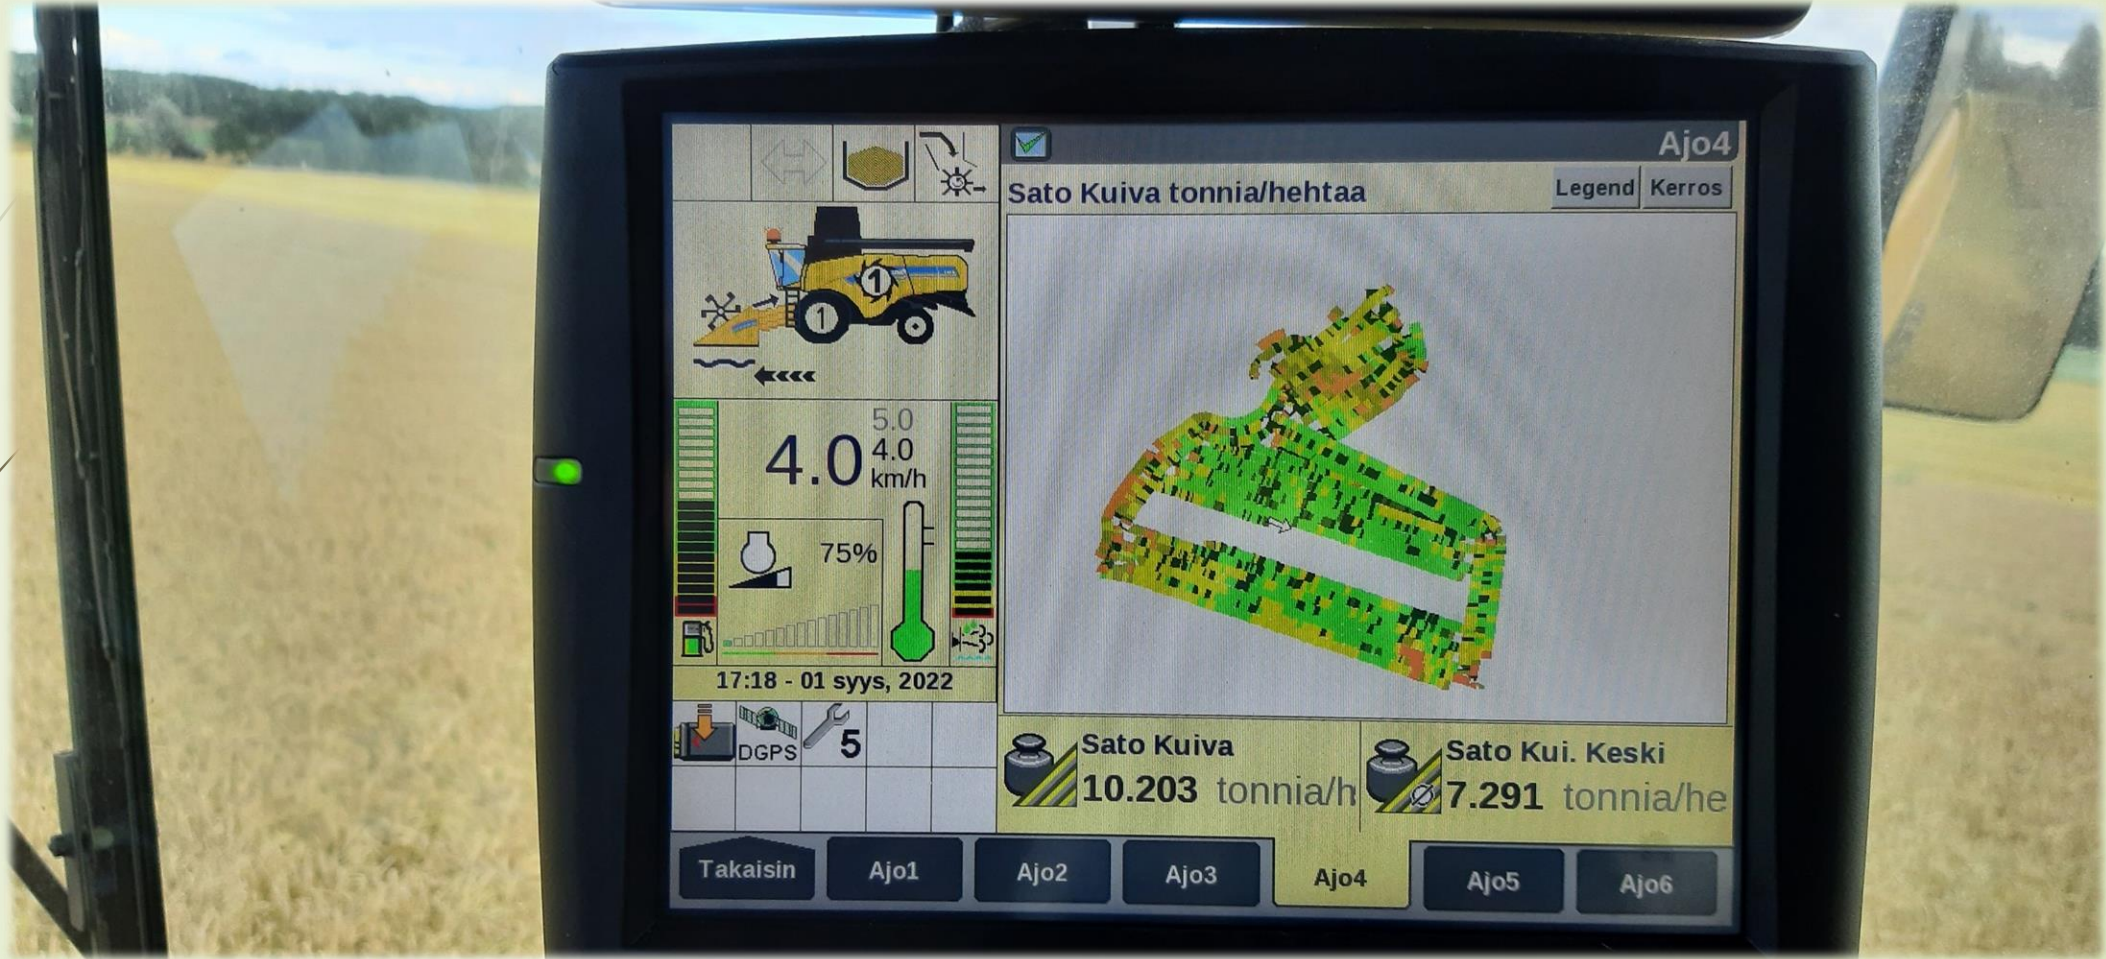 Ajo4
Sato Kuiva tonnia/hehtaa
Legend
Kerros
1
1
5.0
4.0
4.0
km/h
75%
17:18 - 01 syys, 2022
DGPS
5
Sato Kuiva
10.203 tonnia/h
Sato Kui. Keski
7.291 tonnia/he
Takaisin
Ajo1
Ajo2
Ajo3
Ajo4
Ajo5
Ajo6